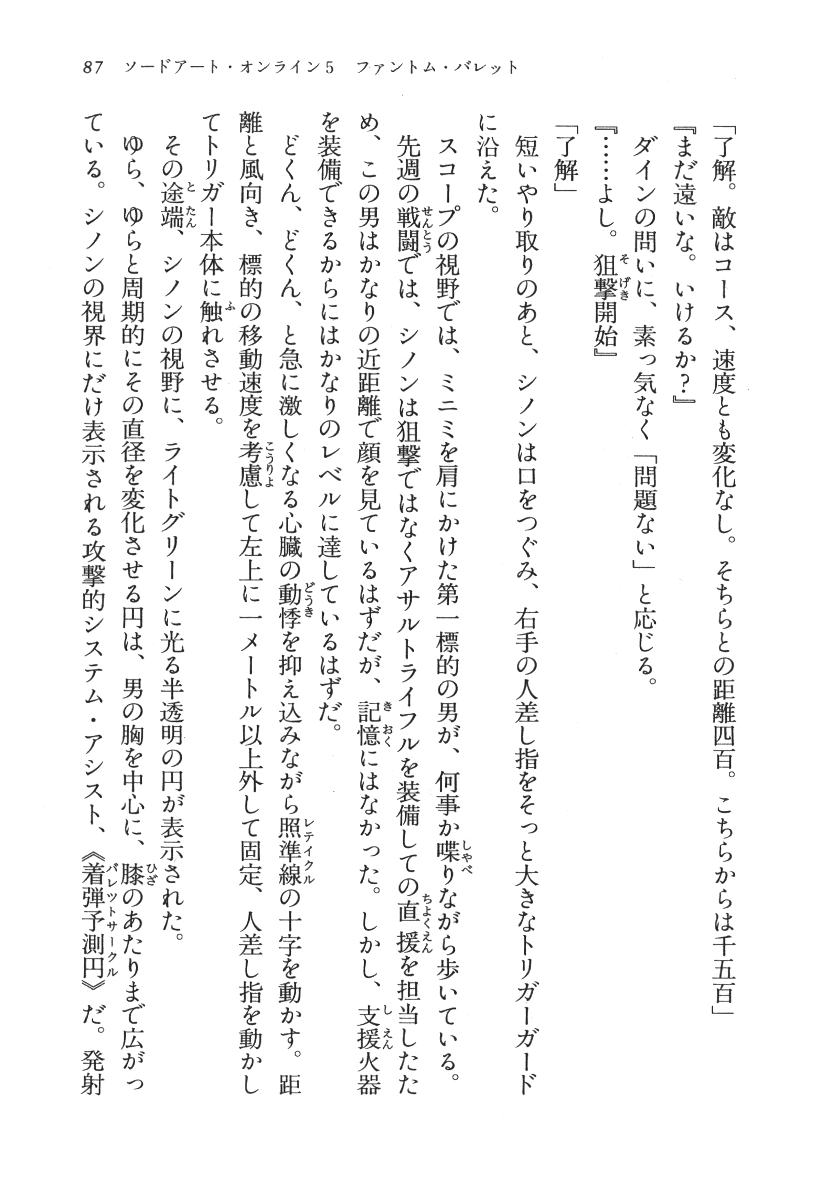 87　ソードアート・オンライン5　ファントム・バレット
「了解。敵はコース、速度とも変化なし。そちらとの距離四百。こちらからは千五百」
『まだ遠いな。いけるか？』
ダインの問いに、素っ気なく「問題ない」と応じる。
『……よし。狙撃開始』
「了解」
短いやり取りのあと、シノンは口をつぐみ、右手の人差し指をそっと大きなトリガーガード
に沿えた。
スコープの視野では、ミニミを肩にかけた第一標的の男が、何事か喋りながら歩いている。
先週の戦闘では、シノンは狙撃ではなくアサルトライフルを装備しての直援を担当したた
め、この男はかなりの近距離で顔を見ているはずだが、記憶にはなかった。しかし、支援火器
を装備できるからにはかなりのレベルに達しているはずだ。
どくん、どくん、と急に激しくなる心臓の動悸を抑え込みながら照準線の十字を動かす。距
離と風向き、標的の移動速度を考慮して左上に一メートル以上外して固定、人差し指を動かし
てトリガー本体に触れさせる。
その途端、シノンの視野に、ライトグリーンに光る半透明の円が表示された。
ゆら、ゆらと周期的にその直径を変化させる円は、男の胸を中心に、膝のあたりまで広がっ
ている。シノンの視界にだけ表示される攻撃的システム・アシスト、《着弾予測円》だ。発射